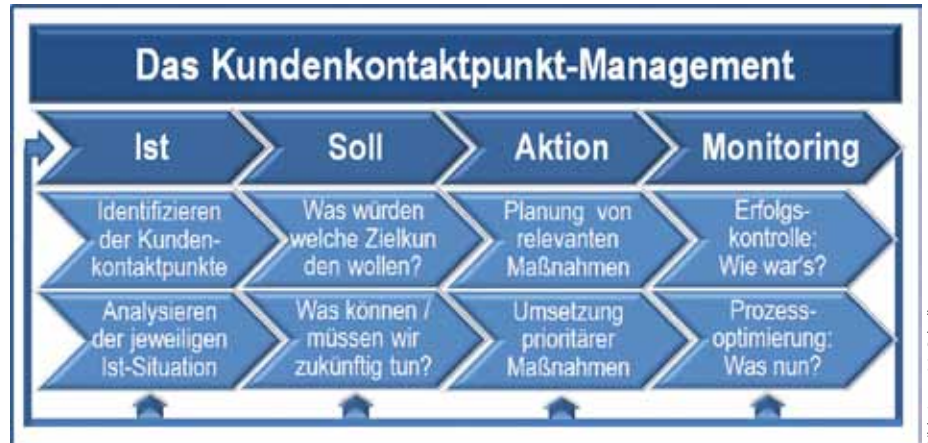 Das Kundenkontaktpunkt-Management
Ist
Soll
Aktion
Monitoring
Identifizieren
der Kunden-
kontaktpunkte
Was würden
welche Zielkun
den wollen?
Planung von
relevanten
Maßnahmen
Erfolgs-
kontrolle:
Wie war's?
Analysieren
der jeweiligen
Ist-Situation
Was können /
müssen wir
zukünftig tun?
Umsetzung
prioritärer
Maßnahmen
Prozess-
optimierung:
Was nun?